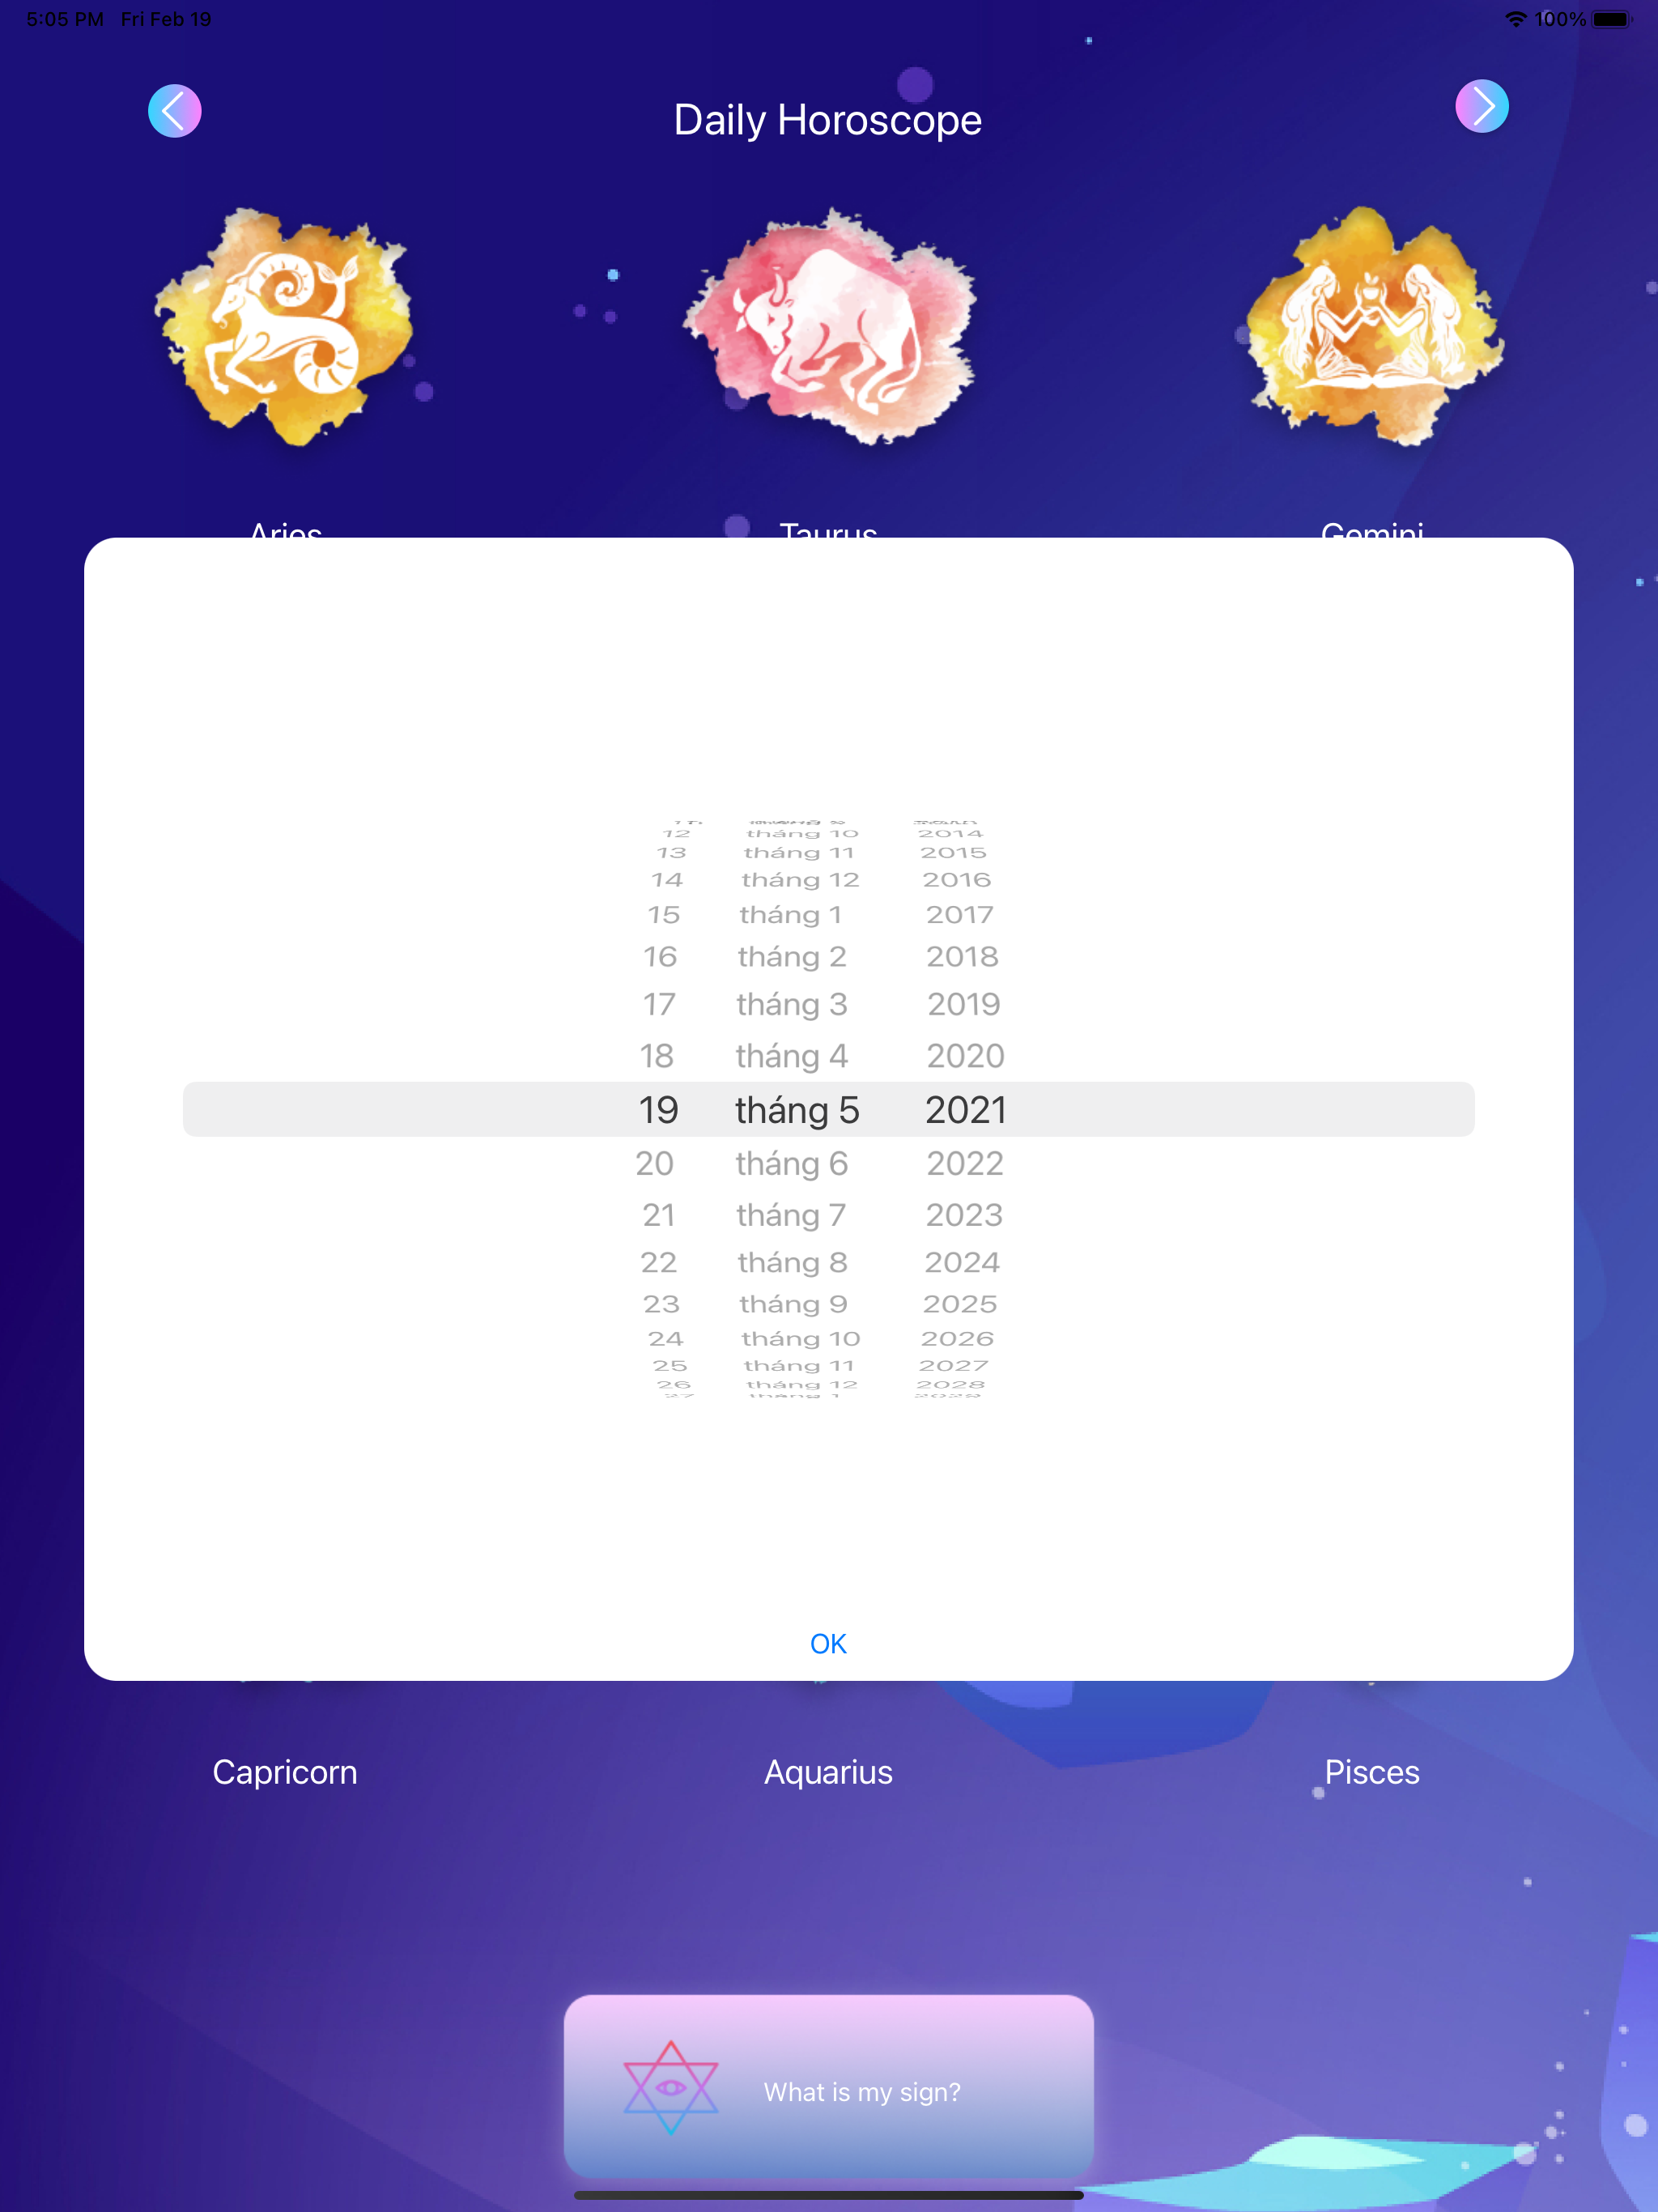 5:05 PM Fri Feb 19
100%
Daily Horoscope
Aries Taurus Gemini
12 tháng 10 2014
13 tháng 11 2015
14 tháng 12 2016
15 tháng 1 2017
16 tháng 2 2018
17 tháng 3 2019
18 tháng 4 2020
19 tháng 5 2021
20 tháng 6 2022
21 tháng 7 2023
22 tháng 8 2024
23 tháng 9 2025
24 tháng 10 2026
25 tháng 11 2027
26 tháng 12 2028
27 tháng 1 2029
OK
Capricorn Aquarius Pisces
What is my sign?